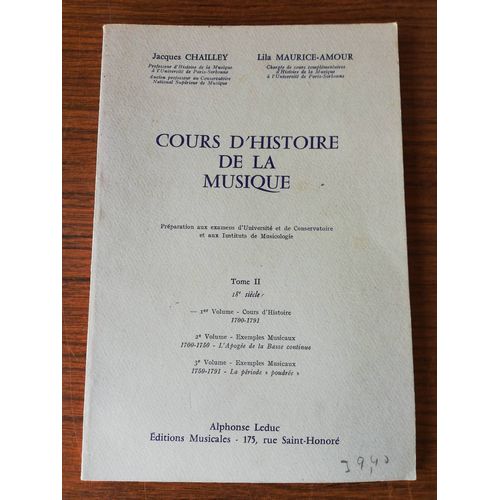 Jacques CHAILLEY
Professeur d'Histoire de la Musique
à l'Université de Paris-Sorbonne
Ancien professeur au Conservatoire
National Supérieur de Musique
Lila MAURICE-AMOUR
Chargée de cours complémentaires
d'Histoire de la Musique
à l'Université de Paris-Sorbonne
COURS D'HISTOIRE
DE LA
MUSIQUE
Préparation aux examens d'Université et de Conservatoire
et aux Instituts de Musicologie
Tome II
18e siècle
— 1er Volume - Cours d'Histoire
1700-1791
2e Volume - Exemples Musicaux
1700-1750 - L'Apogée de la Basse continue
3e Volume - Exemples Musicaux
1750-1791 - La période « poudrée »
Alphonse Leduc
Éditions Musicales - 175, rue Saint-Honoré
39,40